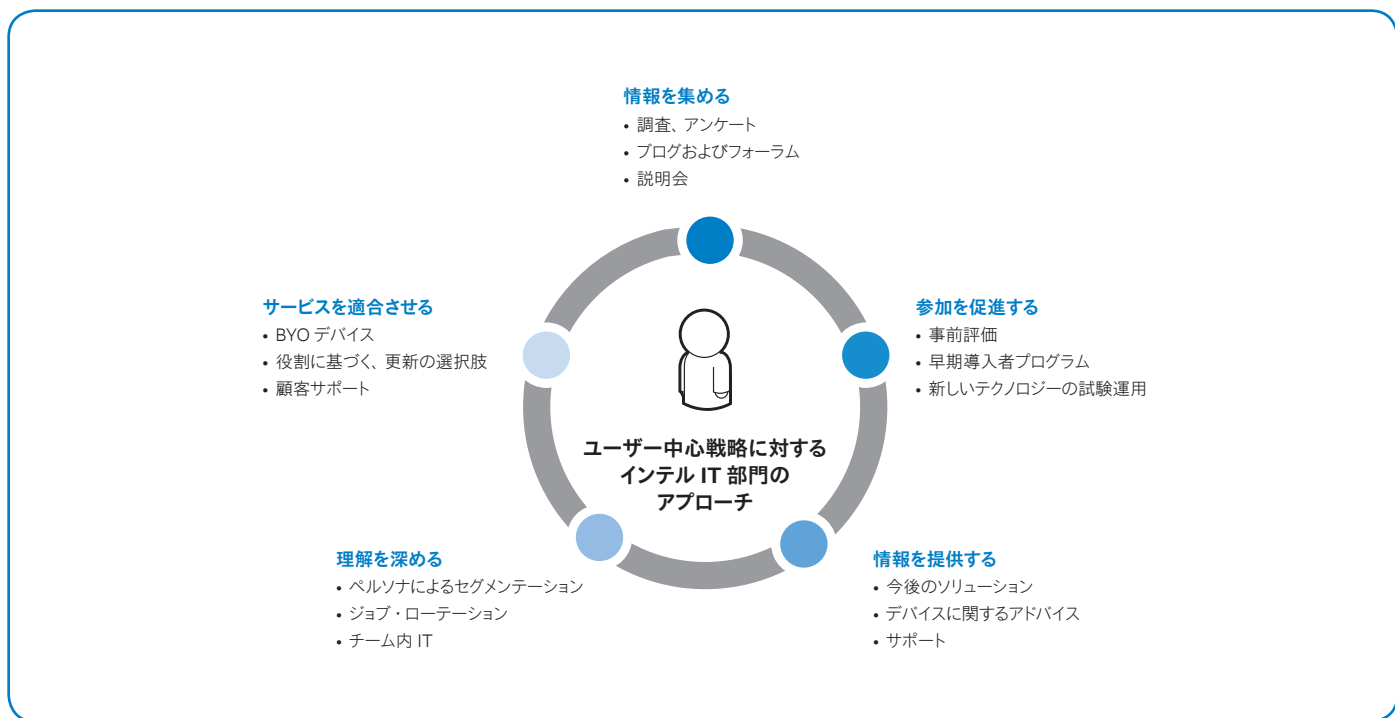 情報を集める
• 調査、アンケート
• ブログおよびフォーラム
• 説明会
参加を促進する
• 事前評価
• 早期導入者プログラム
• 新しいテクノロジーの試験運用
情報を提供する
• 今後のソリューション
• デバイスに関するアドバイス
• サポート
理解を深める
• ペルソナによるセグメンテーション
• ジョブ・ローテーション
• チーム内 IT
サービスを適合させる
• BYO デバイス
• 役割に基づく、更新の選択肢
• 顧客サポート
ユーザー中心戦略に対する
インテル IT 部門の
アプローチ